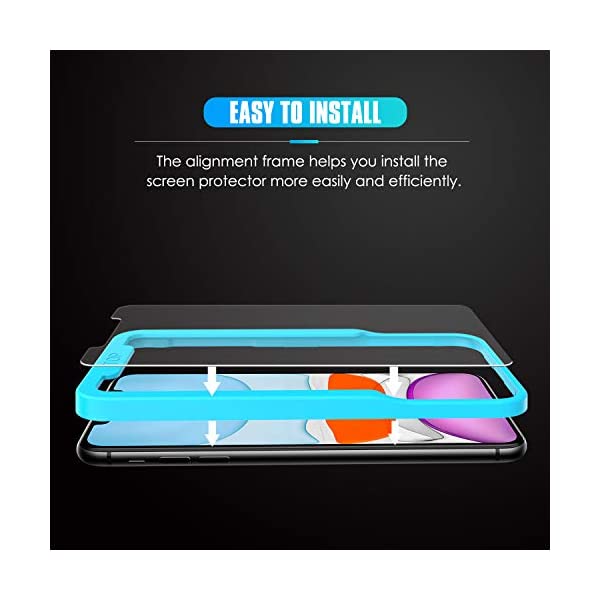 EASY TO INSTALL
The alignment frame helps you install the
screen protector more easily and efficiently.